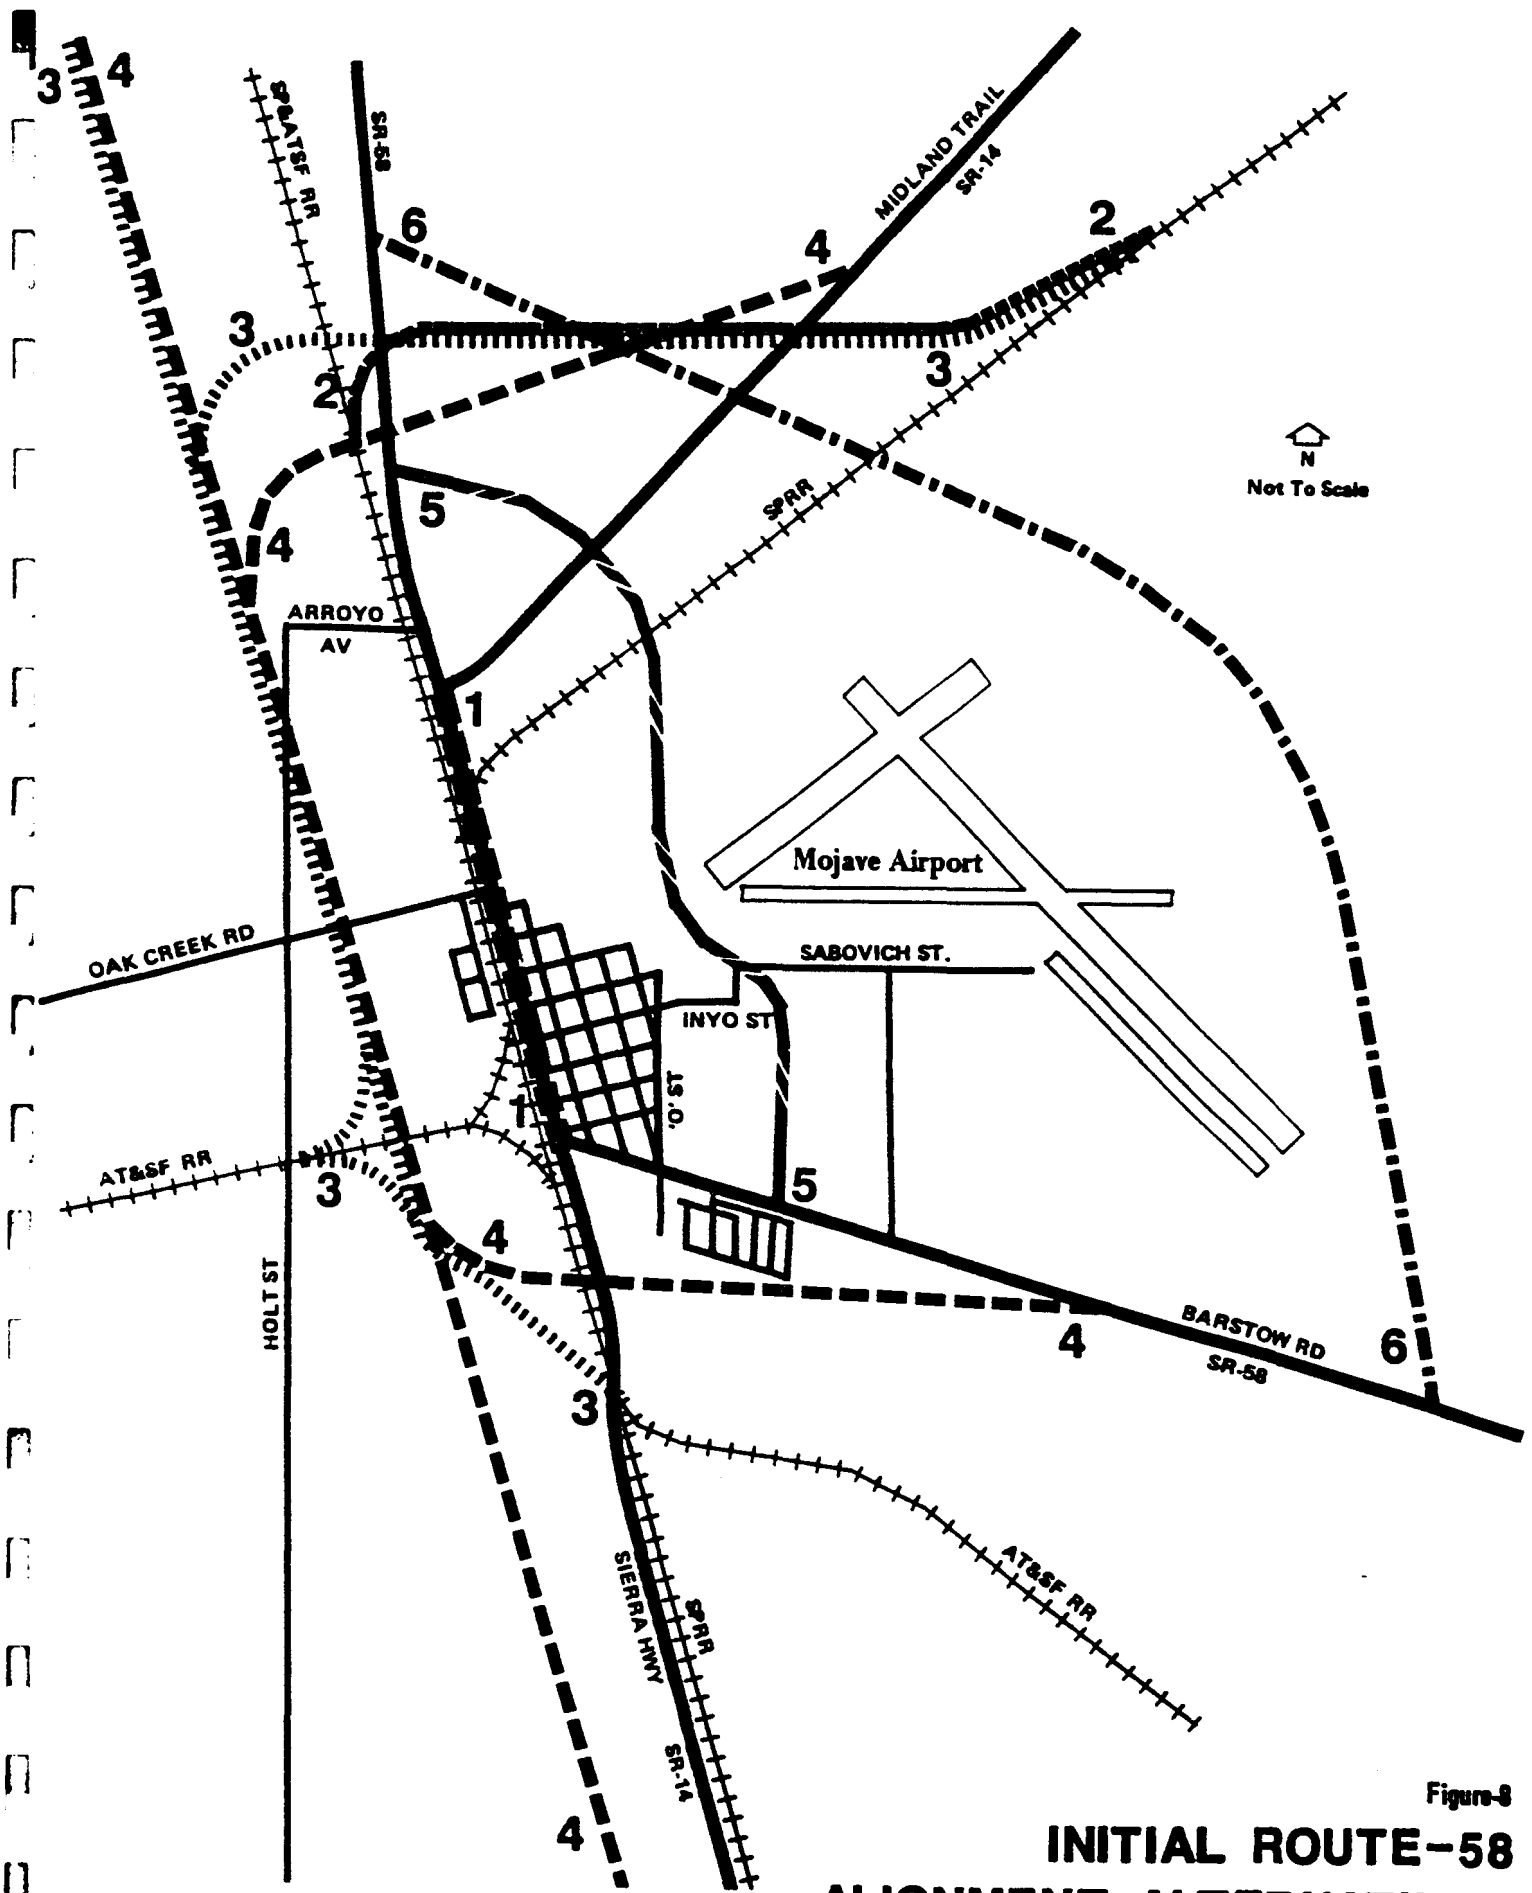 3 4
SP&ATSF RR
SR-58
MIDLAND TRAIL
SR-14
6
4
2
3
2
3
N
Not To Scale
5
SPRR
4
ARROYO
AV
1
Mojave Airport
OAK CREEK RD
SABOVICH ST.
INYO ST
'O' ST.
1
AT&SF RR
3
5
4
HOLT ST
4
BARSTOW RD
SR-58
6
3
AT&SF RR
SIERRA HWY
SPRR
SR-14
4
Figure-8
INITIAL ROUTE-58